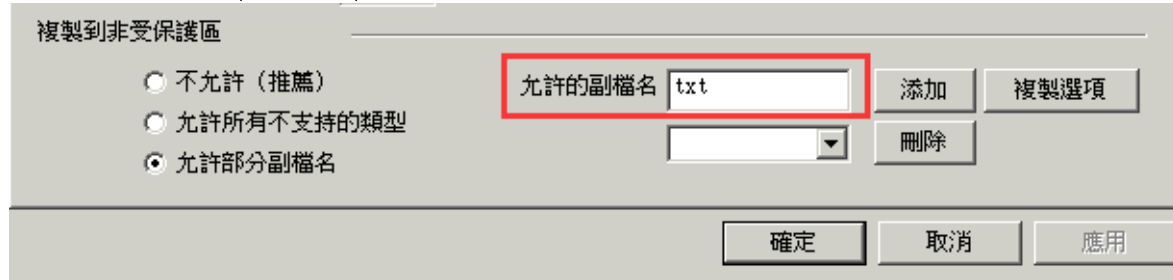 複製到非受保護區
不允許（推薦） 允許的副檔名 txt 添加 複製選項
允許所有不支持的類型
刪除
允許部分副檔名
確定 取消 應用